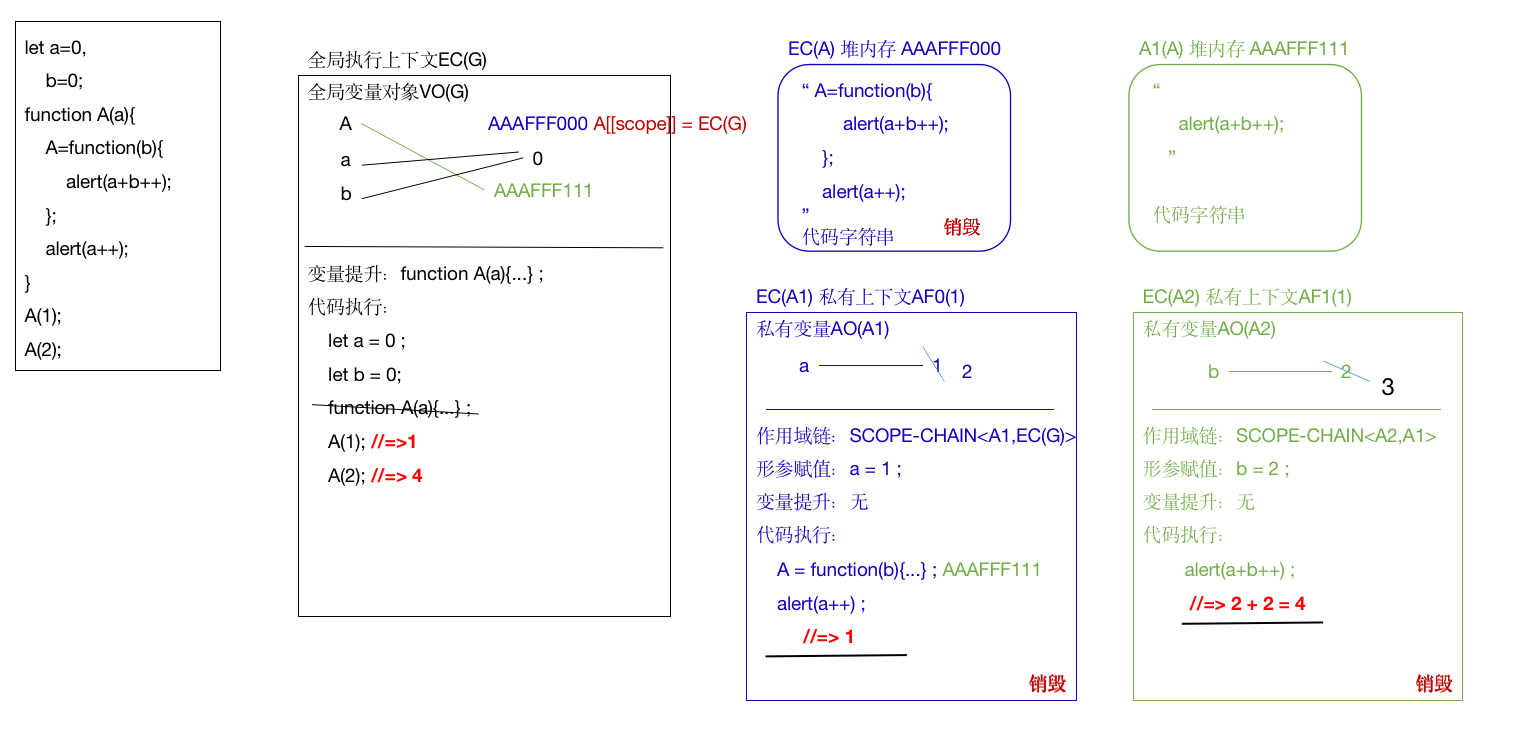 let a=0,
b=0;
function A(a){
A=function(b){
alert(a+b++);
};
alert(a++);
}
A(1);
A(2);
全局执行上下文EC(G)
全局变量对象VO(G)
A
AAAFFF000 A[[scope]] = EC(G)
a
0
b
AAAFFF111
变量提升： function A(a){...} ;
代码执行：
let a = 0 ;
let b = 0;
function A(a){...} ;
A(1); //=>1
A(2); //=> 4
EC(A) 堆内存 AAAFFF000
“ A=function(b){
alert(a+b++);
};
alert(a++);
”
代码字符串
销毁
A1(A) 堆内存 AAAFFF111
“
alert(a+b++);
”
代码字符串
EC(A1) 私有上下文AF0(1)
私有变量AO(A1)
a
1
2
作用域链： SCOPE-CHAIN<A1,EC(G)>
形参赋值： a = 1 ;
变量提升： 无
代码执行：
A = function(b){...} ; AAAFFF111
alert(a++) ;
//=> 1
销毁
EC(A2) 私有上下文AF1(1)
私有变量AO(A2)
b
2
3
作用域链： SCOPE-CHAIN<A2,A1>
形参赋值： b = 2 ;
变量提升： 无
代码执行：
alert(a+b++) ;
//=> 2 + 2 = 4
销毁